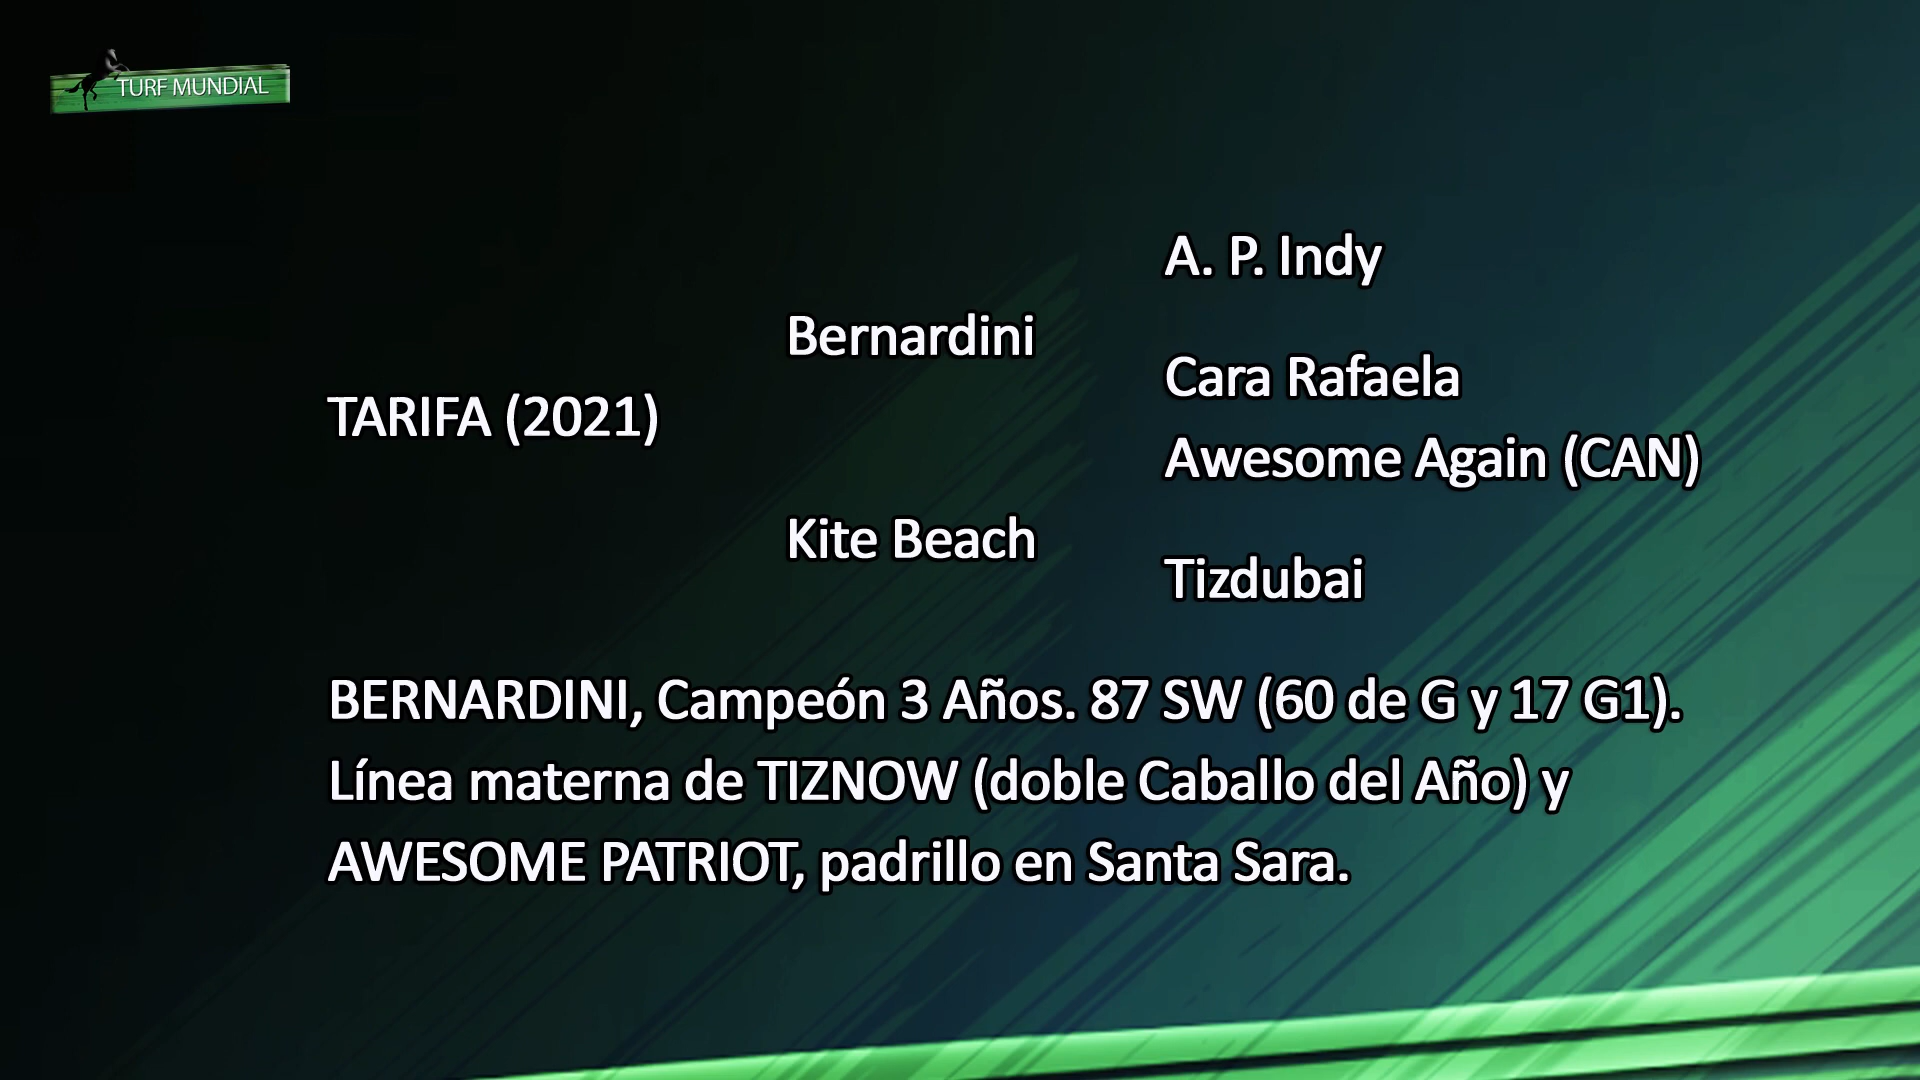 TURF MUNDIAL
A. P. Indy
Bernardini
Cara Rafaela
TARIFA (2021)
Awesome Again (CAN)
Kite Beach
Tizdubai
BERNARDINI, Campeón 3 Años. 87 SW (60 de G y 17 G1).
Línea materna de TIZNOW (doble Caballo del Año) y
AWESOME PATRIOT, padrillo en Santa Sara.